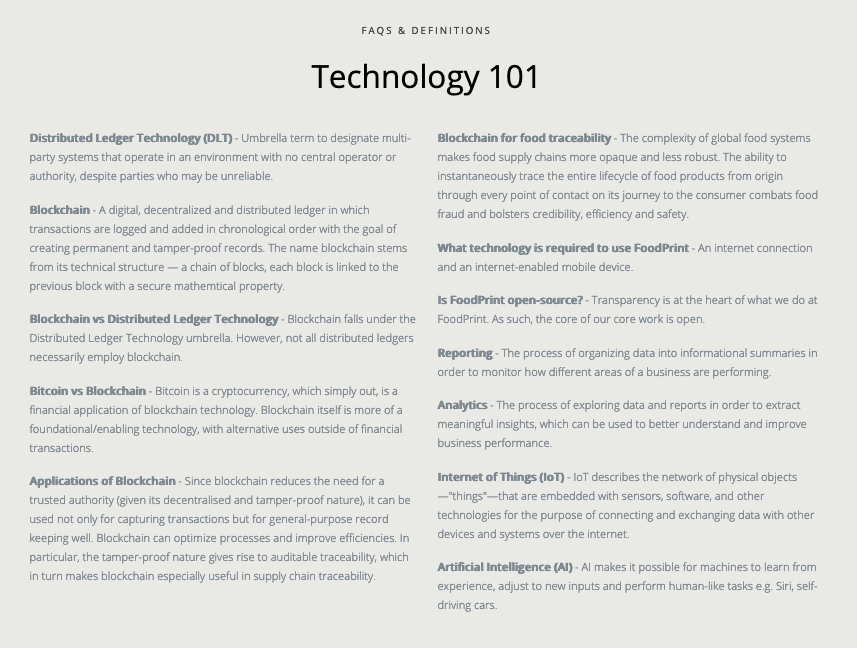 FAQS & DEFINITIONS
Technology 101
Distributed Ledger Technology (DLT) - Umbrella term to designate multi-
party systems that operate in an environment with no central operator or
authority, despite parties who may be unreliable.
Blockchain - A digital, decentralized and distributed ledger in which
transactions are logged and added in chronological order with the goal of
creating permanent and tamper-proof records. The name blockchain stems
from its technical structure — a chain of blocks, each block is linked to the
previous block with a secure mathemtical property.
Blockchain vs Distributed Ledger Technology - Blockchain falls under the
Distributed Ledger Technology umbrella. However, not all distributed ledgers
necessarily employ blockchain.
Bitcoin vs Blockchain - Bitcoin is a cryptocurrency, which simply out, is a
financial application of blockchain technology. Blockchain itself is more of a
foundational/enabling technology, with alternative uses outside of financial
transactions.
Applications of Blockchain - Since blockchain reduces the need for a
trusted authority (given its decentralised and tamper-proof nature), it can be
used not only for capturing transactions but for general-purpose record
keeping well. Blockchain can optimize processes and improve efficiencies. In
particular, the tamper-proof nature gives rise to auditable traceability, which
in turn makes blockchain especially useful in supply chain traceability.
Blockchain for food traceability - The complexity of global food systems
makes food supply chains more opaque and less robust. The ability to
instantaneously trace the entire lifecycle of food products from origin
through every point of contact on its journey to the consumer combats food
fraud and bolsters credibility, efficiency and safety.
What technology is required to use FoodPrint - An internet connection
and an internet-enabled mobile device.
Is FoodPrint open-source? - Transparency is at the heart of what we do at
FoodPrint. As such, the core of our core work is open.
Reporting - The process of organizing data into informational summaries in
order to monitor how different areas of a business are performing.
Analytics - The process of exploring data and reports in order to extract
meaningful insights, which can be used to better understand and improve
business performance.
Internet of Things (IoT) - IoT describes the network of physical objects
—"things"—that are embedded with sensors, software, and other
technologies for the purpose of connecting and exchanging data with other
devices and systems over the internet.
Artificial Intelligence (AI) - AI makes it possible for machines to learn from
experience, adjust to new inputs and perform human-like tasks e.g. Siri, self-
driving cars.